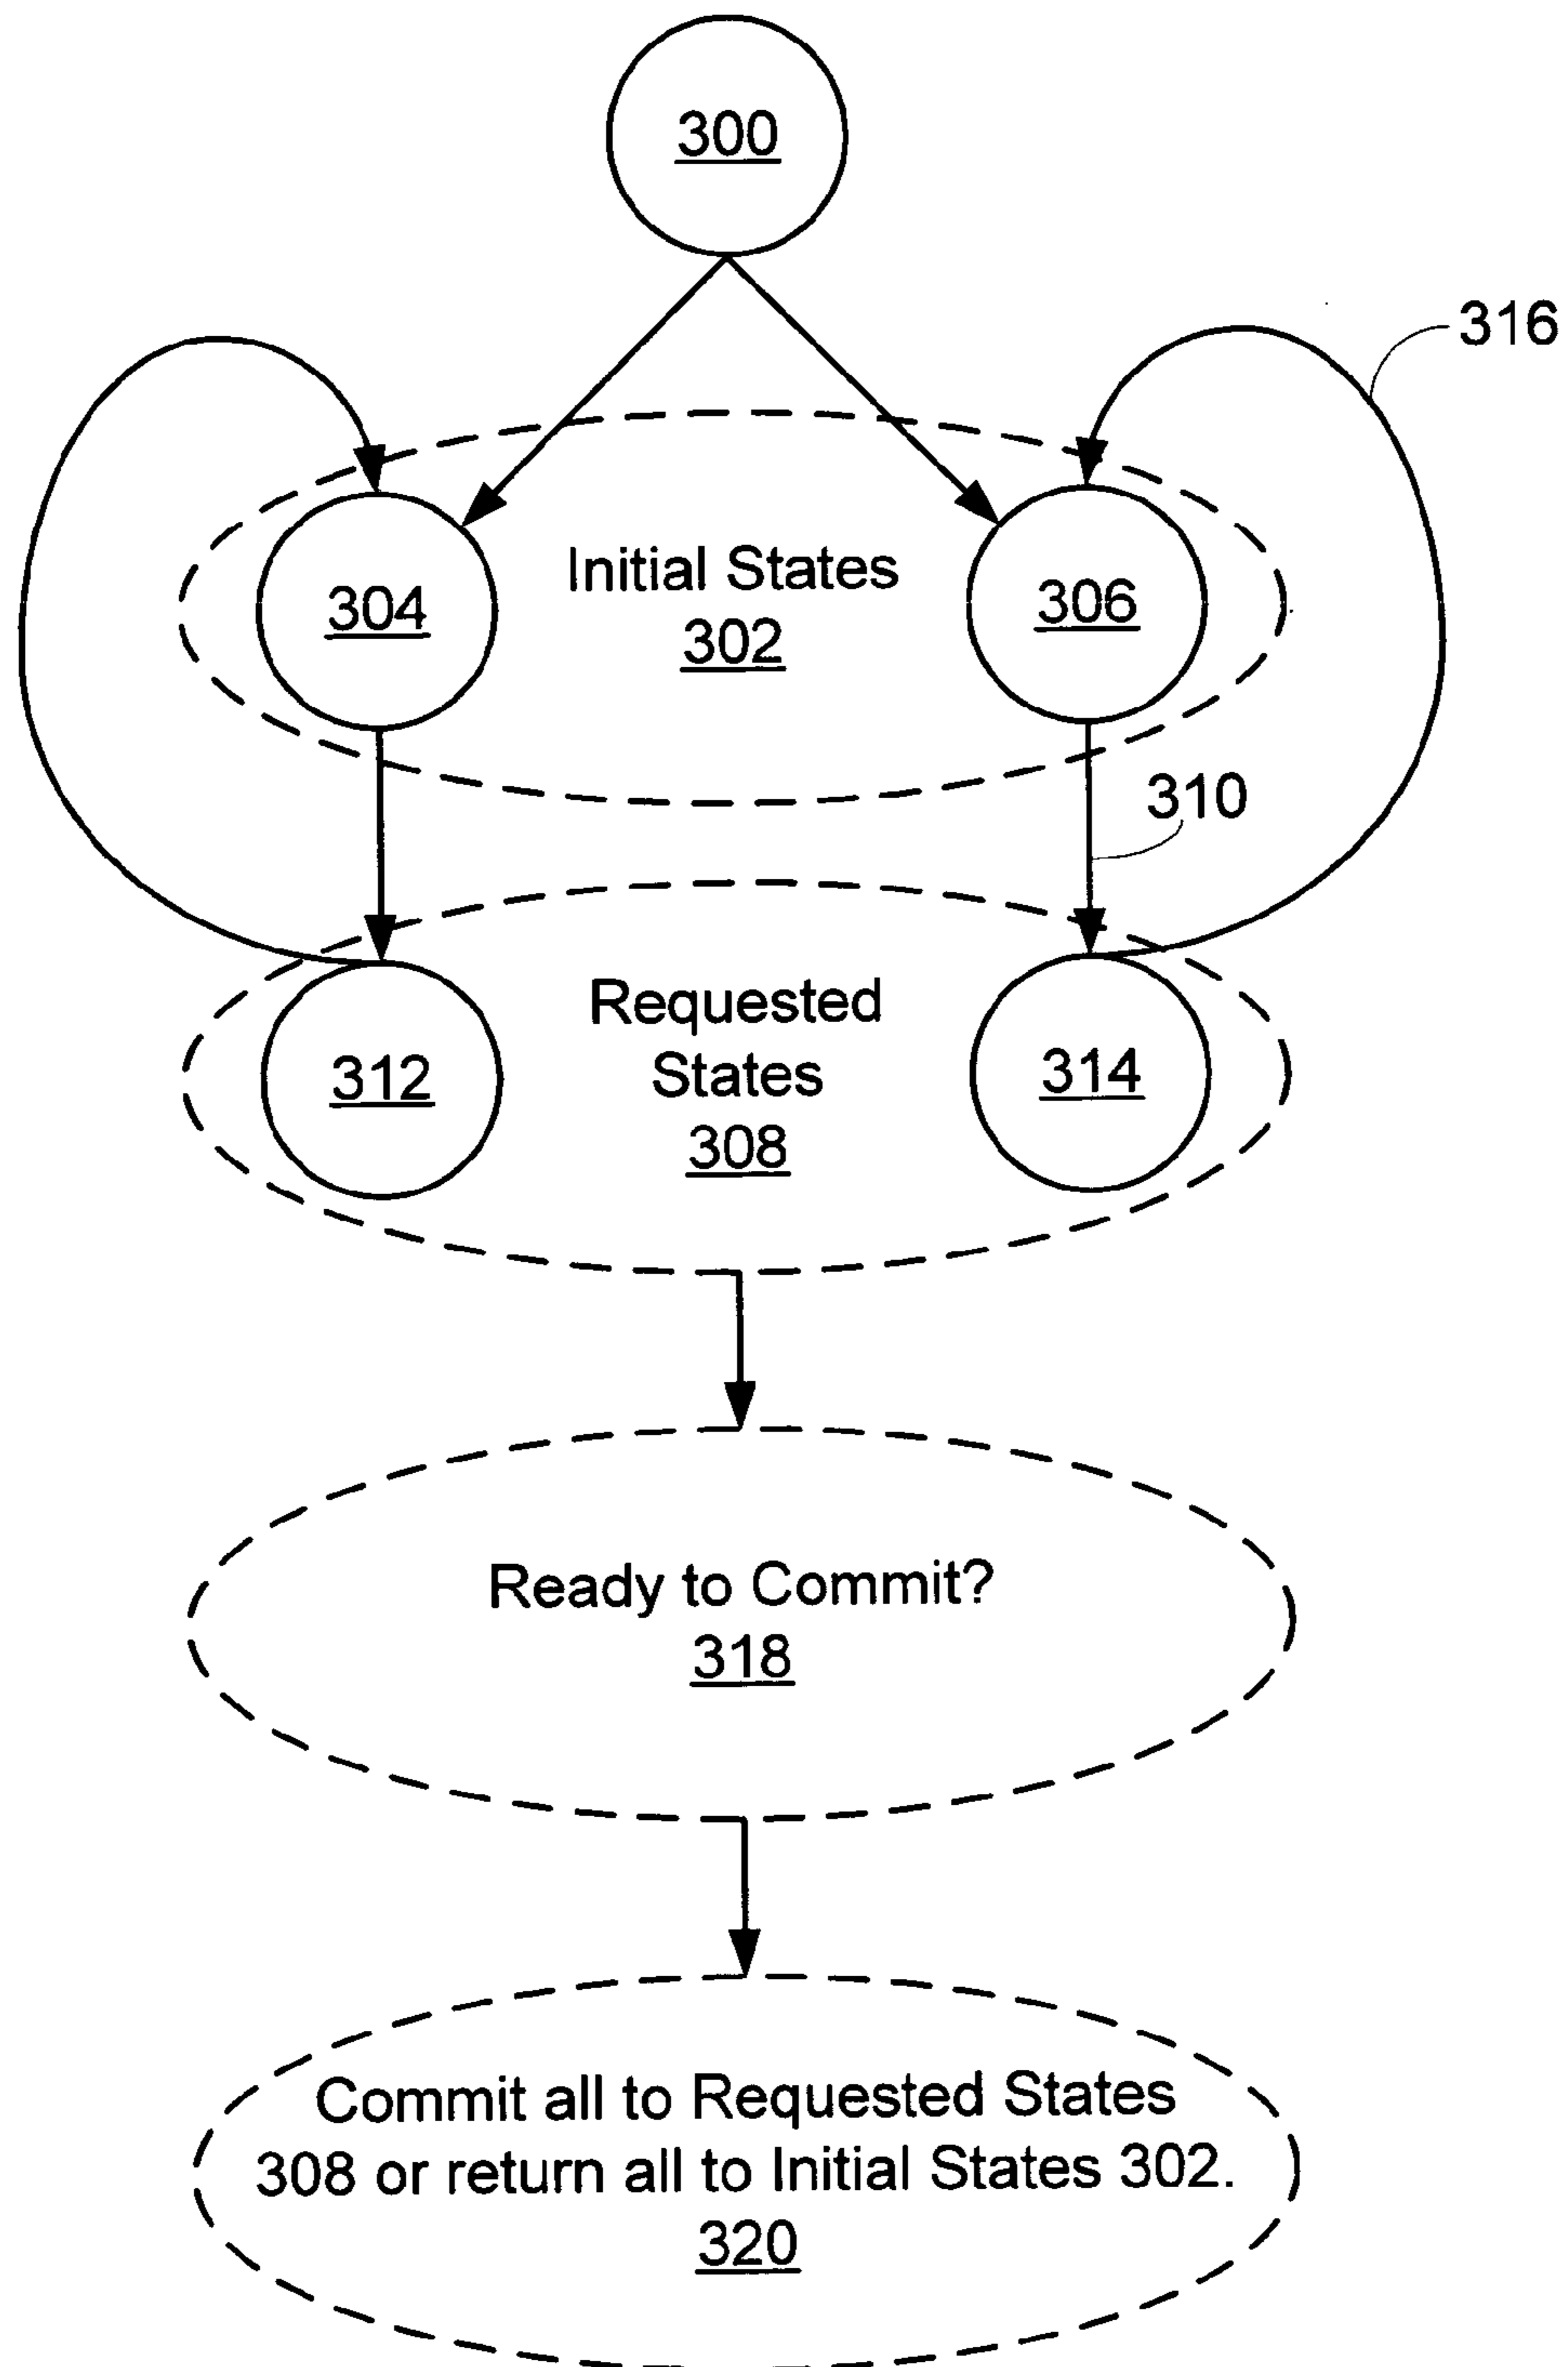 300
316
Initial States
302
304
306
310
Requested
States
308
312
314
Ready to Commit?
318
Commit all to Requested States
308 or return all to Initial States 302.
320